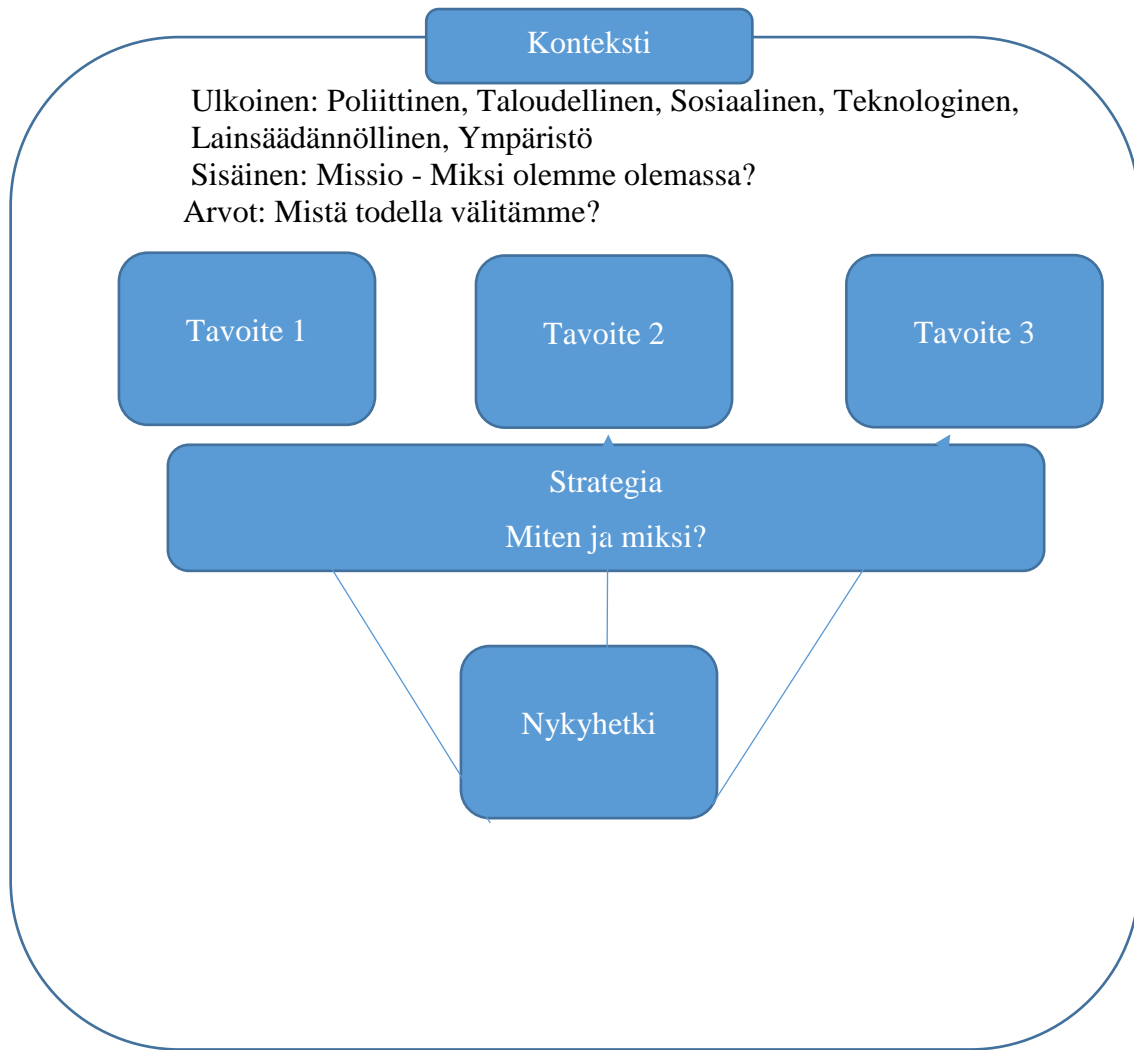 Konteksti
Ulkoinen: Poliittinen, Taloudellinen, Sosiaalinen, Teknologinen,
Lainsäädännöllinen, Ympäristö
Sisäinen: Missio - Miksi olemme olemassa?
Arvot: Mistä todella välitämme?
Tavoite 1
Tavoite 2
Tavoite 3
Strategia
Miten ja miksi?
Nykyhetki